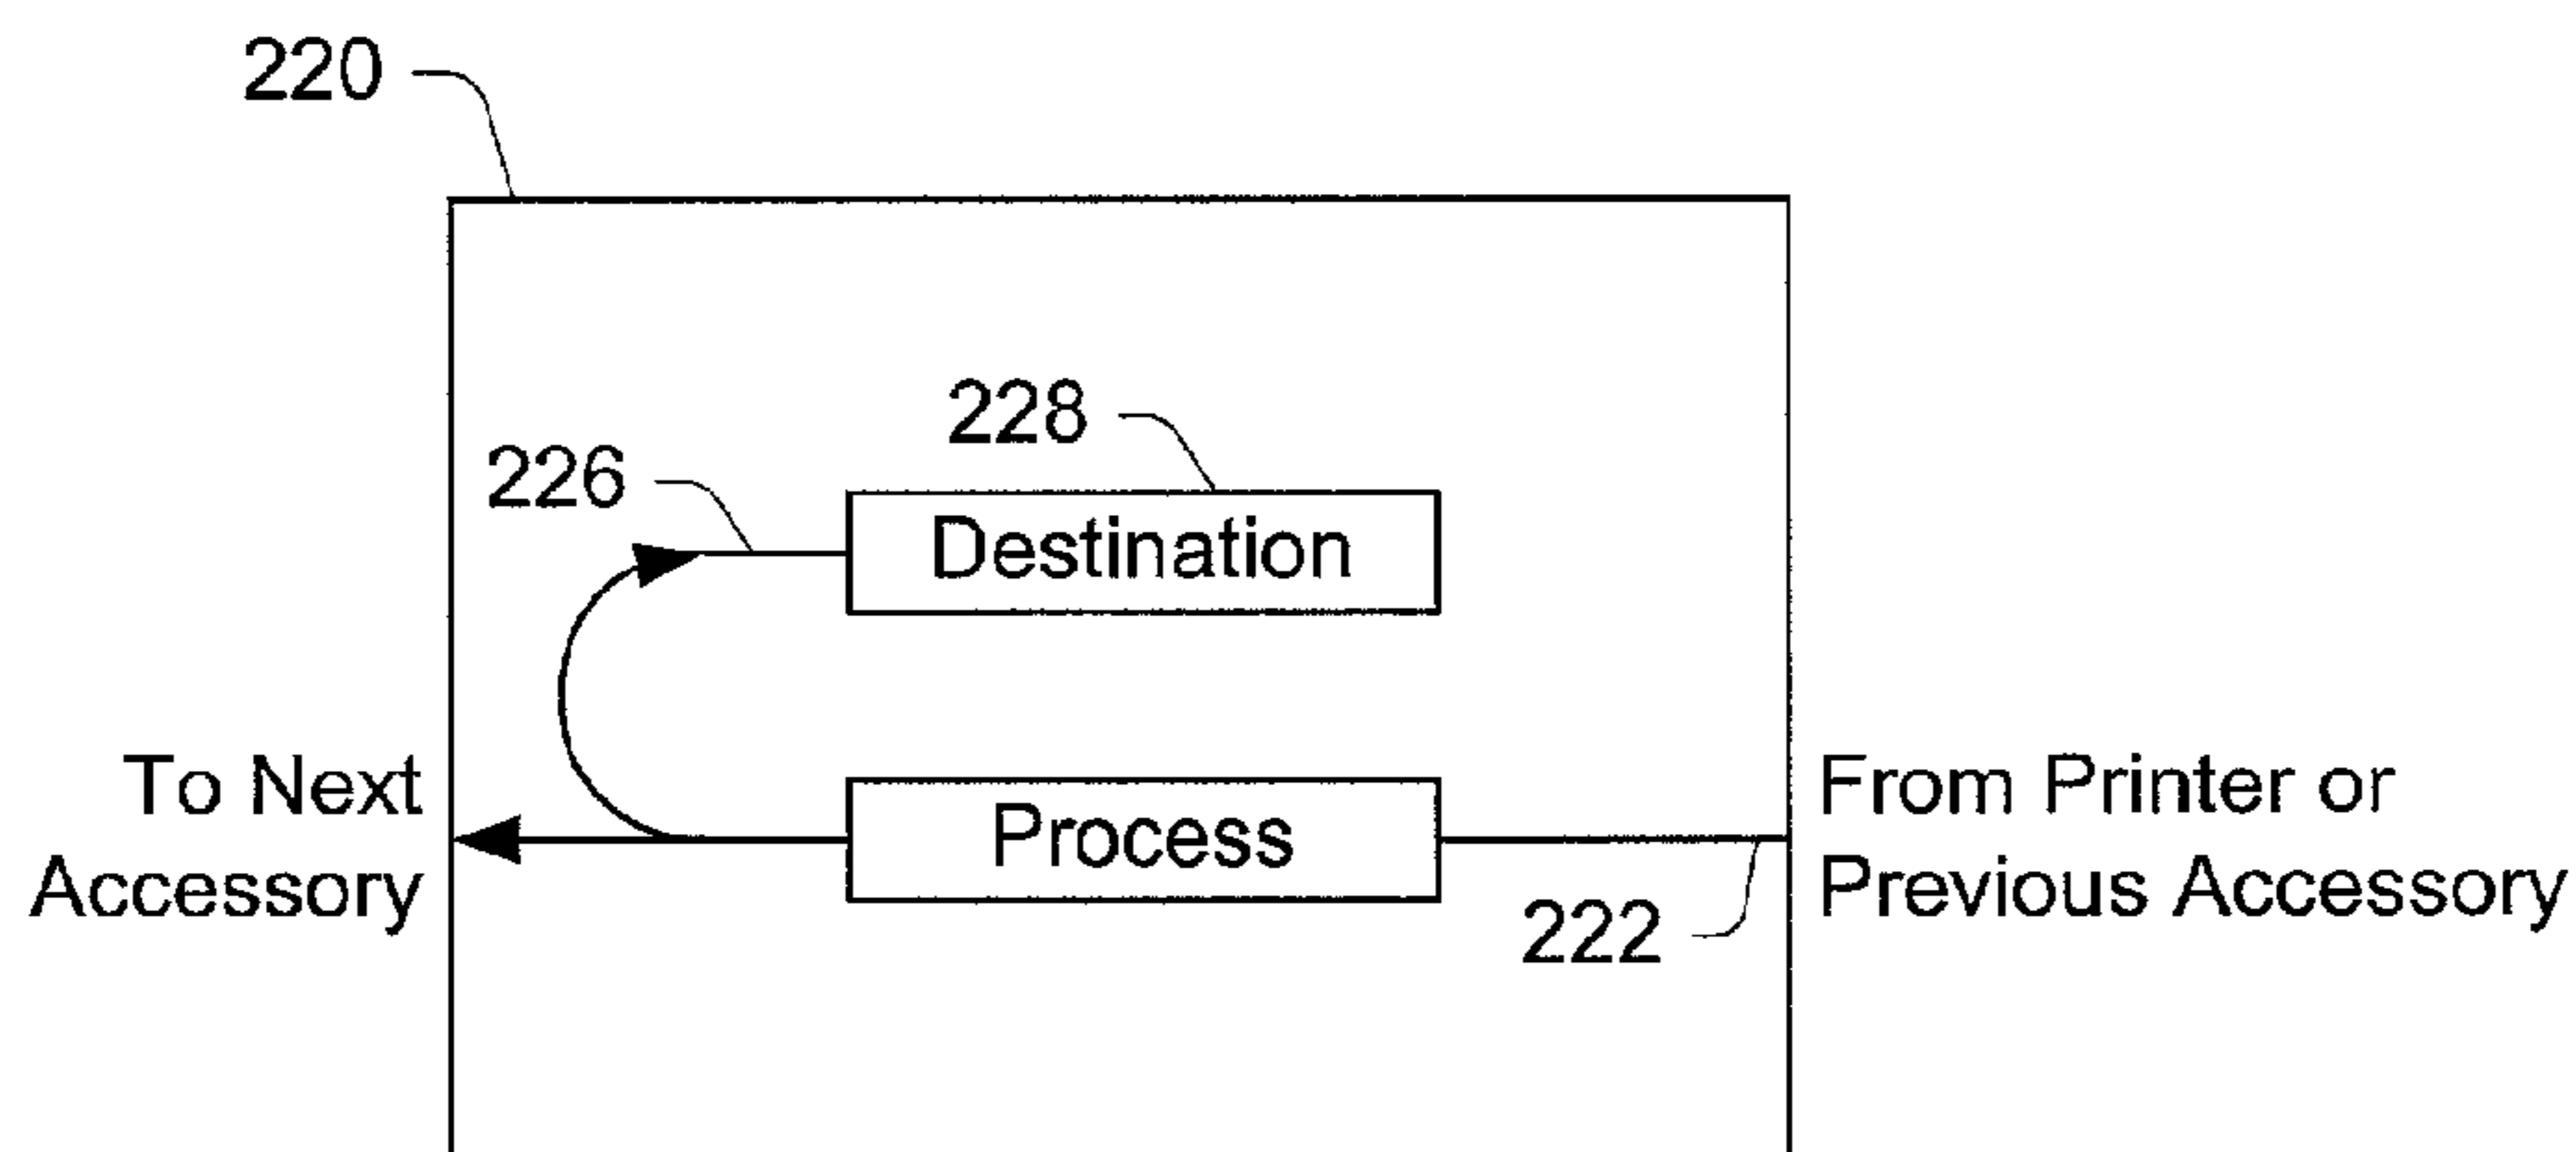 220
228
226
Destination
To Next
Accessory
Process
From Printer or
Previous Accessory
222